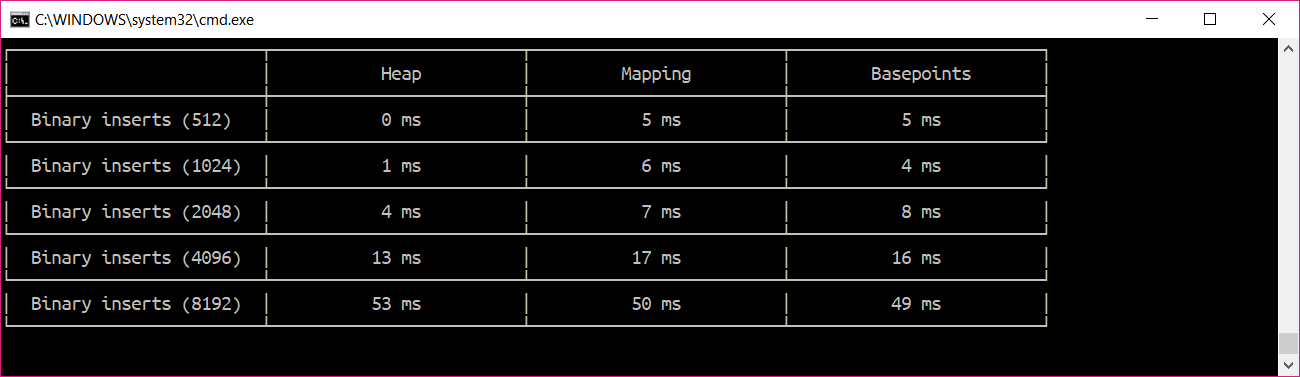 C:\WINDOWS\system32\cmd.exe
Heap Mapping Basepoints
Binary inserts (512) 0 ms 5 ms 5 ms
Binary inserts (1024) 1 ms 6 ms 4 ms
Binary inserts (2048) 4 ms 7 ms 8 ms
Binary inserts (4096) 13 ms 17 ms 16 ms
Binary inserts (8192) 53 ms 50 ms 49 ms